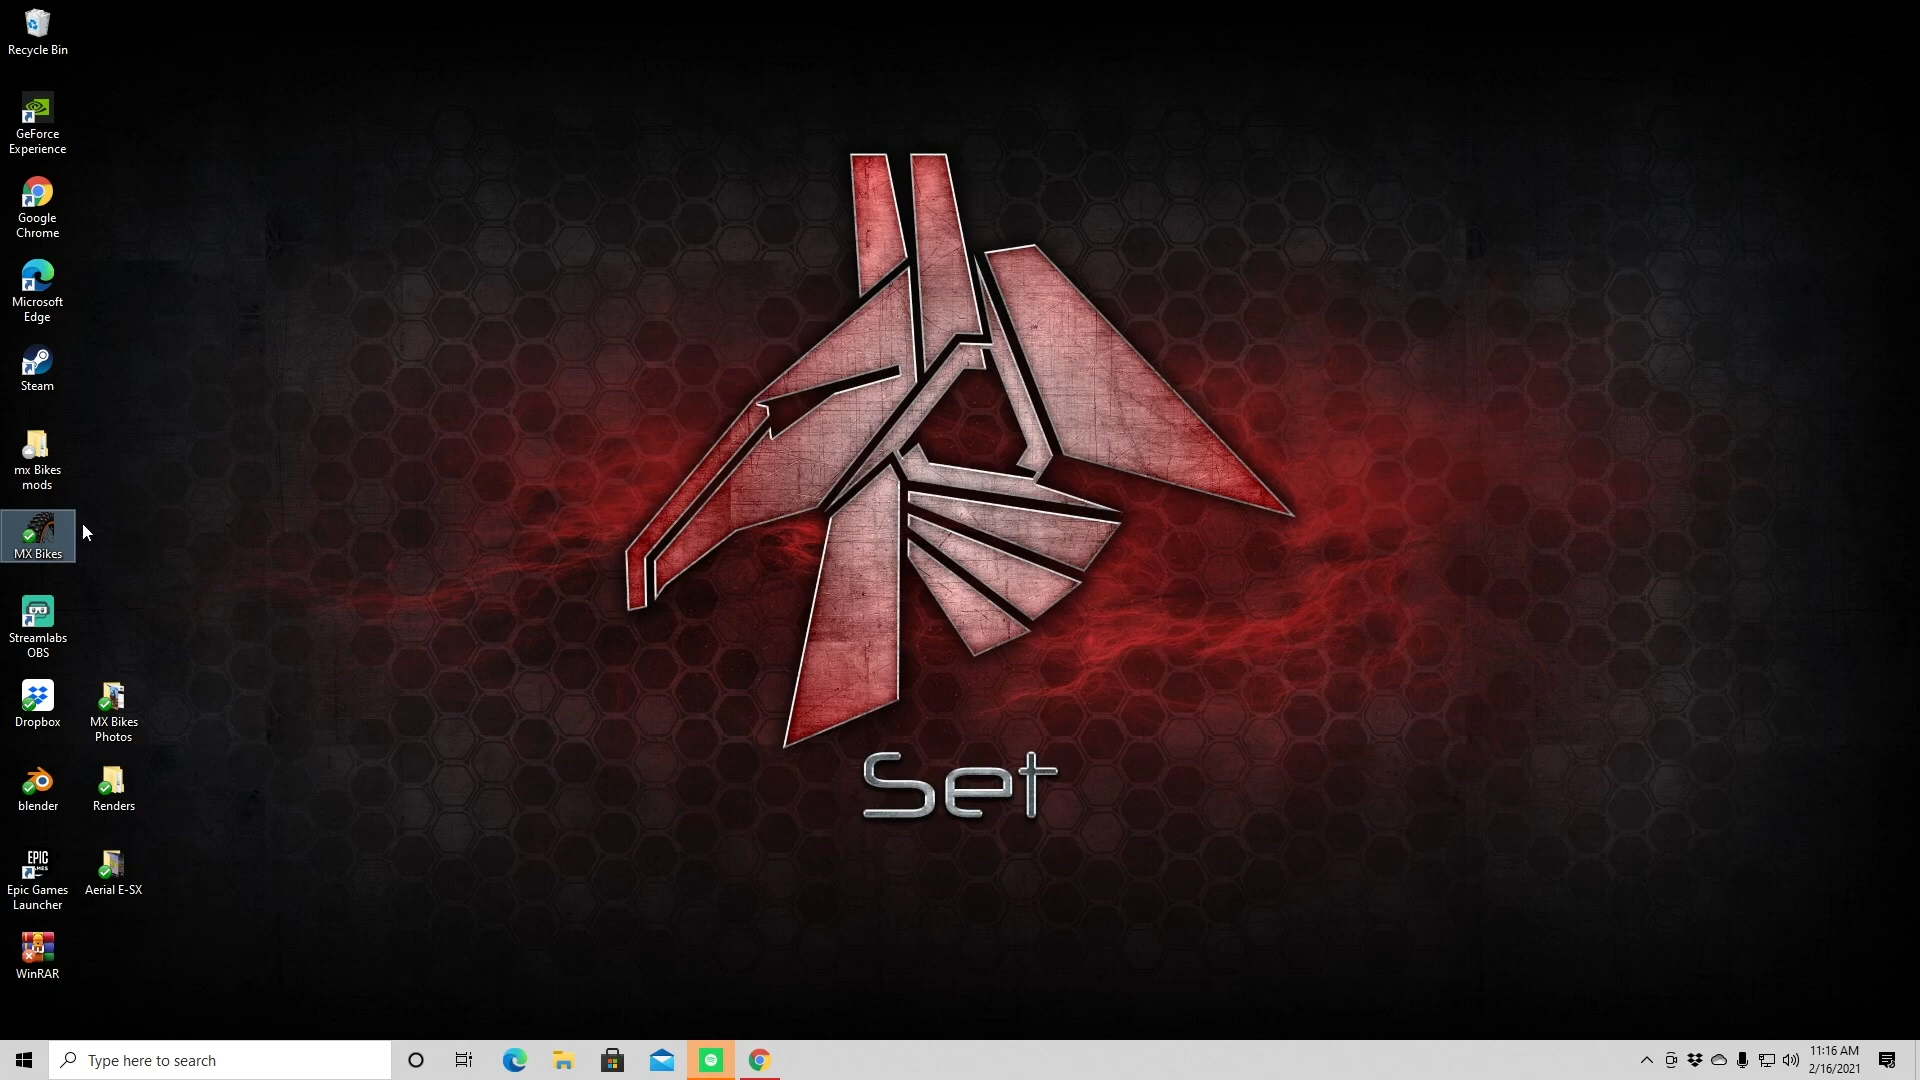 Recycle Bin
GeForce
Experience
Google
Chrome
Microsoft
Edge
Steam
mx Bikes
mods
MX Bikes
Streamlabs
OBS
Dropbox
MX Bikes
Photos
blender
Renders
EPIC
Epic Games
Launcher
Aerial E-SX
WinRAR
Set
Type here to search
11:16 AM
2/16/2021